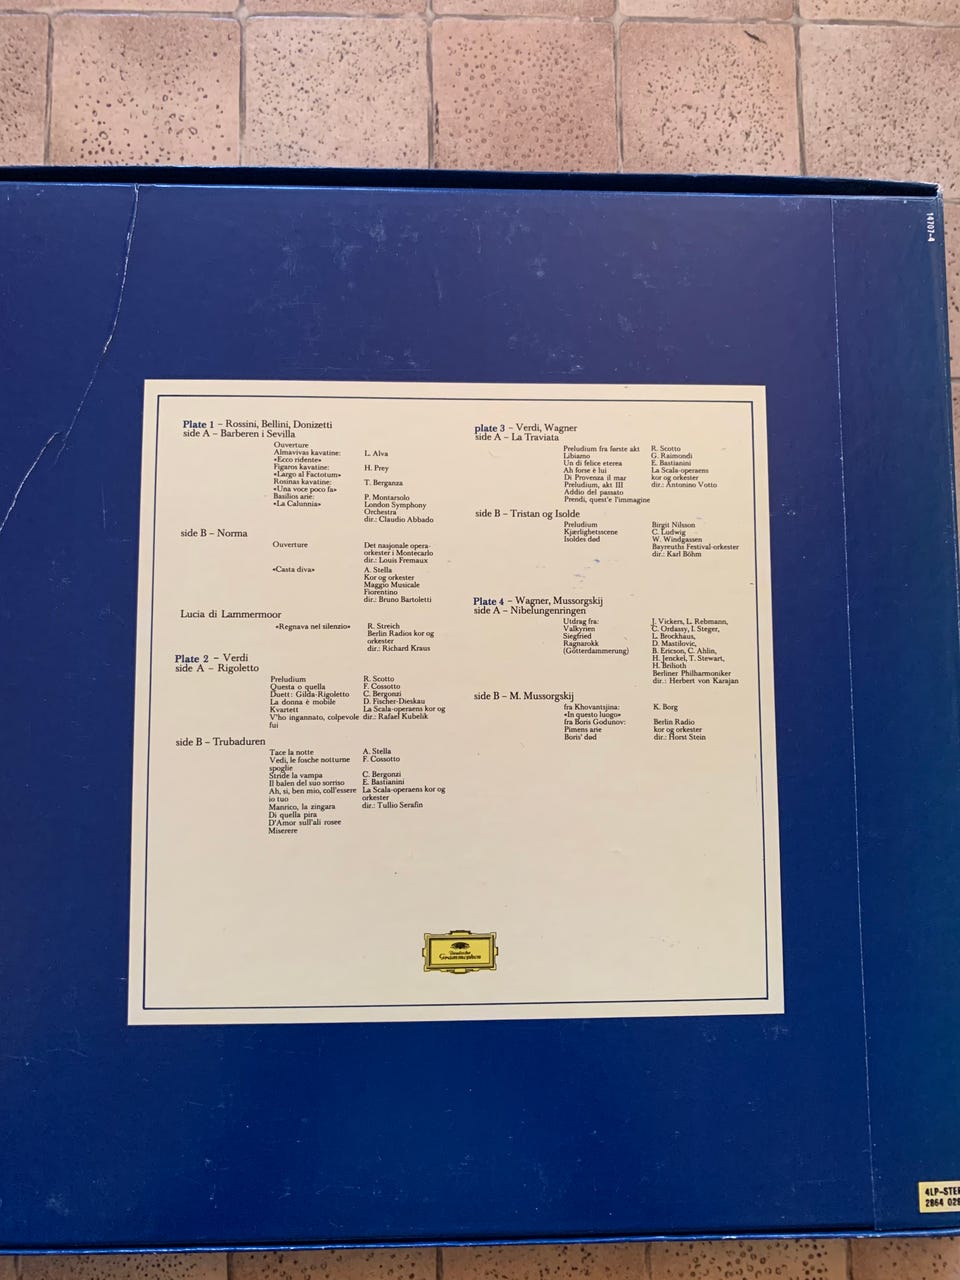 14707-4
Plate 1 – Rossini, Bellini, Donizetti
side A – Barberen i Sevilla
Ouverture
Almavivas kavatine: L. Alva
«Ecco ridente»
Figaros kavatine: H. Prey
«Largo al Factotum»
Rosinas kavatine: T. Berganza
«Una voce poco fa»
Basilios arie: P. Montarsolo
«La Calunnia» London Symphony
Orchestra
dir.: Claudio Abbado
side B – Norma
Ouverture Det nasjonale opera-
orkester i Montecarlo
dir.: Louis Fremaux
«Casta diva» A. Stella
Kor og orkester
Maggio Musicale
Fiorentino
dir.: Bruno Bartoletti
Lucia di Lammermoor
«Regnava nel silenzio» R. Streich
Berlin Radios kor og
orkester
dir.: Richard Kraus
Plate 2 – Verdi
side A – Rigoletto
Preludium R. Scotto
Questa o quella F. Cossotto
Duett: Gilda-Rigoletto C. Bergonzi
La donna è mobile D. Fischer-Dieskau
Kvartett La Scala-operaens kor og
V'ho ingannato, colpevole dir.: Rafael Kubelik
fui
side B – Trubaduren
Tace la notte A. Stella
Vedi, le fosche notturne F. Cossotto
spoglie
Stride la vampa C. Bergonzi
Il balen del suo sorriso E. Bastianini
Ah, si, ben mio, coll'essere La Scala-operaens kor og
io tuo orkester
Manrico, la zingara dir.: Tullio Serafin
Di quella pira
D'Amor sull'ali rosee
Miserere
plate 3 – Verdi, Wagner
side A – La Traviata
Preludium fra første akt R. Scotto
Libiamo G. Raimondi
Un di felice eterea E. Bastianini
Ah forse è lui La Scala-operaens
Di Provenza il mar kor og orkester
Preludium, akt III dir.: Antonino Votto
Addio del passato
Prendi, quest'e l'immagine
side B – Tristan og Isolde
Preludium Birgit Nilsson
Kjærlighetsscene C. Ludwig
Isoldes død W. Windgassen
Bayreuths Festival-orkester
dir.: Karl Böhm
Plate 4 – Wagner, Mussorgskij
side A – Nibelungenringen
Utdrag fra: J. Vickers, L. Rebmann,
Valkyrien C. Ordassy, I. Steger,
Siegfried L. Brockhaus,
Ragnarokk D. Mastilovic,
(Götterdammerung) B. Ericson, C. Ahlin,
H. Jenckel, T. Stewart,
H. Brilioth
Berliner Philharmoniker
dir.: Herbert von Karajan
side B – M. Mussorgskij
fra Khovantsjina: K. Borg
«In questo luogo»
fra Boris Godunov: Berlin Radio
Pimens arie kor og orkester
Boris' død dir.: Horst Stein
Deutsche
Grammophon
4LP-STE
2864 028